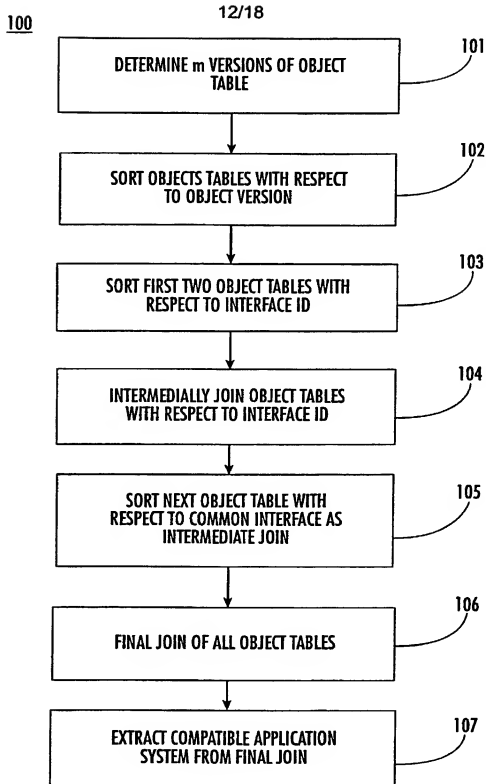 12/18
100
DETERMINE m VERSIONS OF OBJECT
TABLE
101
SORT OBJECTS TABLES WITH RESPECT
TO OBJECT VERSION
102
SORT FIRST TWO OBJECT TABLES WITH
RESPECT TO INTERFACE ID
103
INTERMEDIALLY JOIN OBJECT TABLES
WITH RESPECT TO INTERFACE ID
104
SORT NEXT OBJECT TABLE WITH
RESPECT TO COMMON INTERFACE AS
INTERMEDIATE JOIN
105
FINAL JOIN OF ALL OBJECT TABLES
106
EXTRACT COMPATIBLE APPLICATION
SYSTEM FROM FINAL JOIN
107